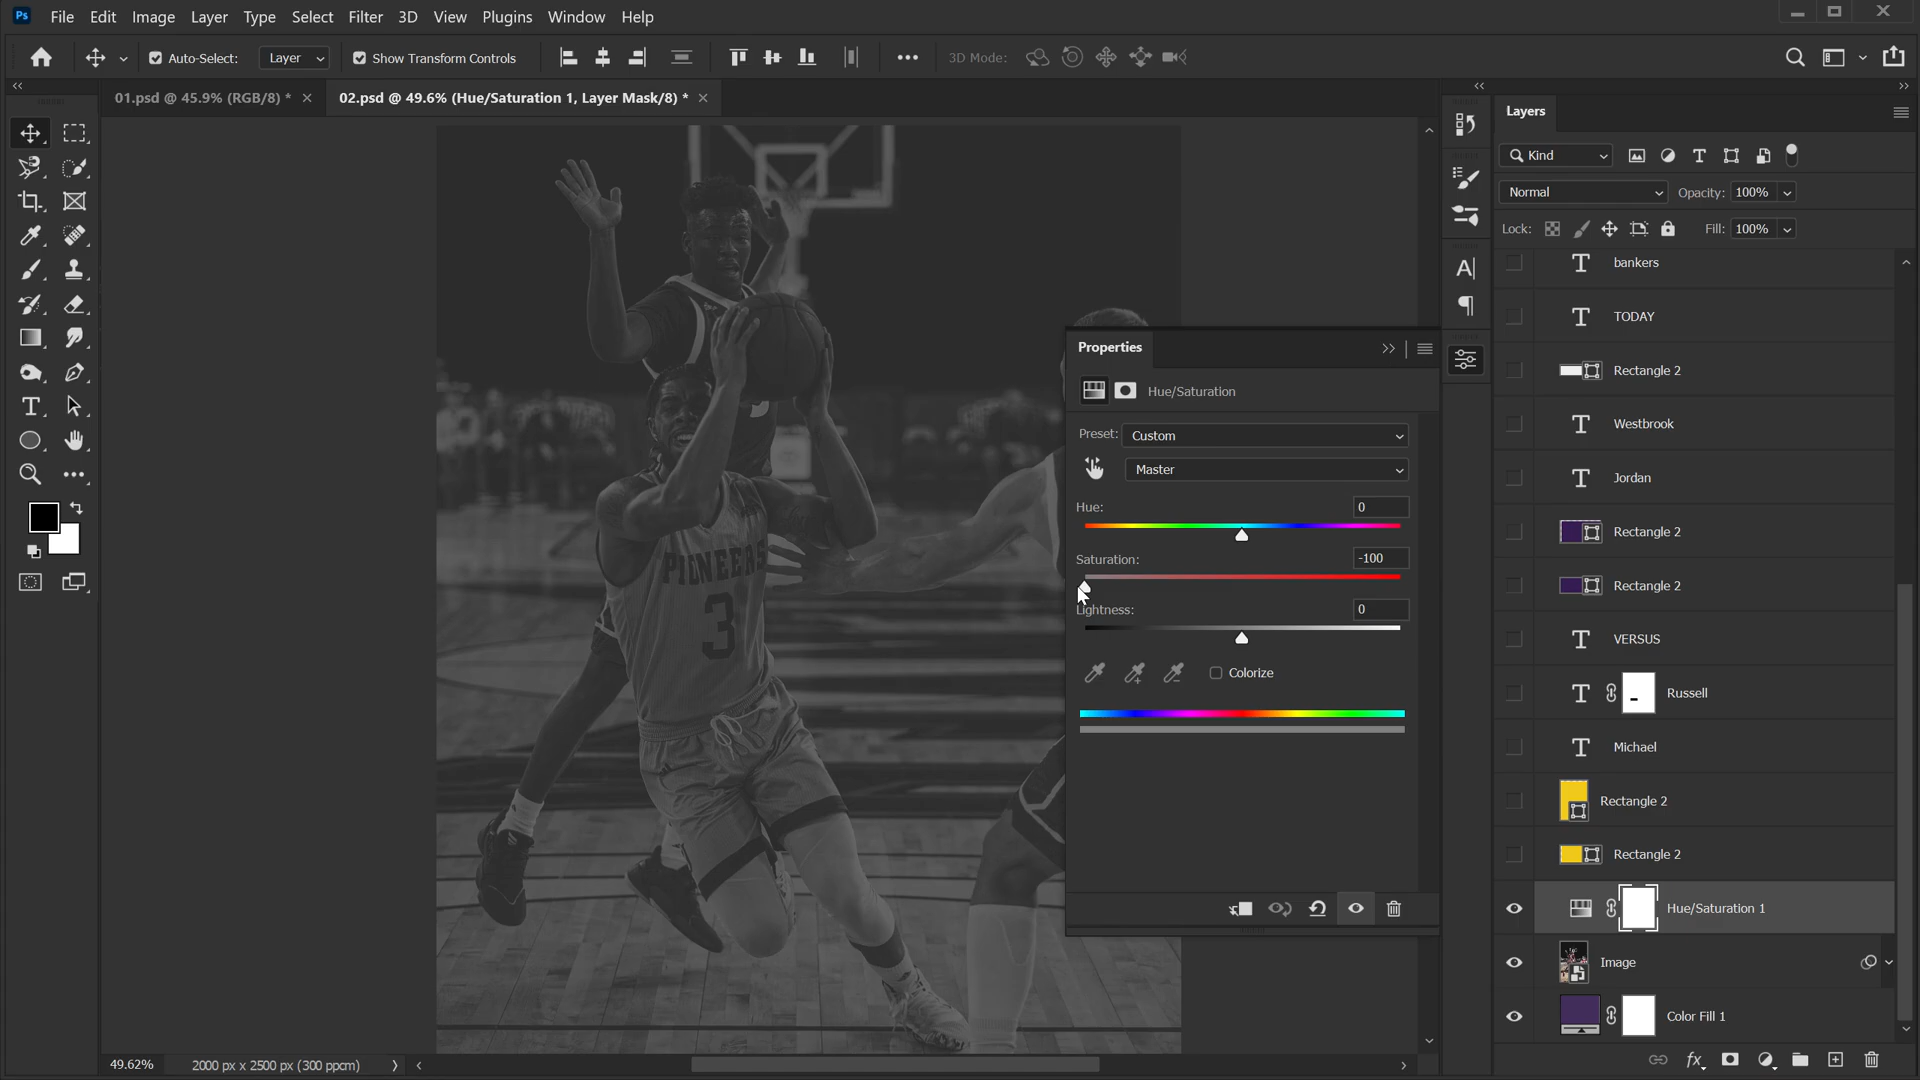 Ps File Edit Image Layer Type Select Filter 3D View Plugins Window Help
Auto-Select: Layer Show Transform Controls 3D Mode:
01.psd @ 45.9% (RGB/8) * 02.psd @ 49.6% (Hue/Saturation 1, Layer Mask/8) *
PIONEERS
3
49.62% 2000 px x 2500 px (300 ppcm)
Properties
Hue/Saturation
Preset: Custom
Master
Hue: 0
Saturation: -100
Lightness: 0
Colorize
Layers
Kind
Normal Opacity: 100%
Lock: Fill: 100%
bankers
TODAY
Rectangle 2
Westbrook
Jordan
Rectangle 2
Rectangle 2
VERSUS
Russell
Michael
Rectangle 2
Rectangle 2
Hue/Saturation 1
Image
Color Fill 1